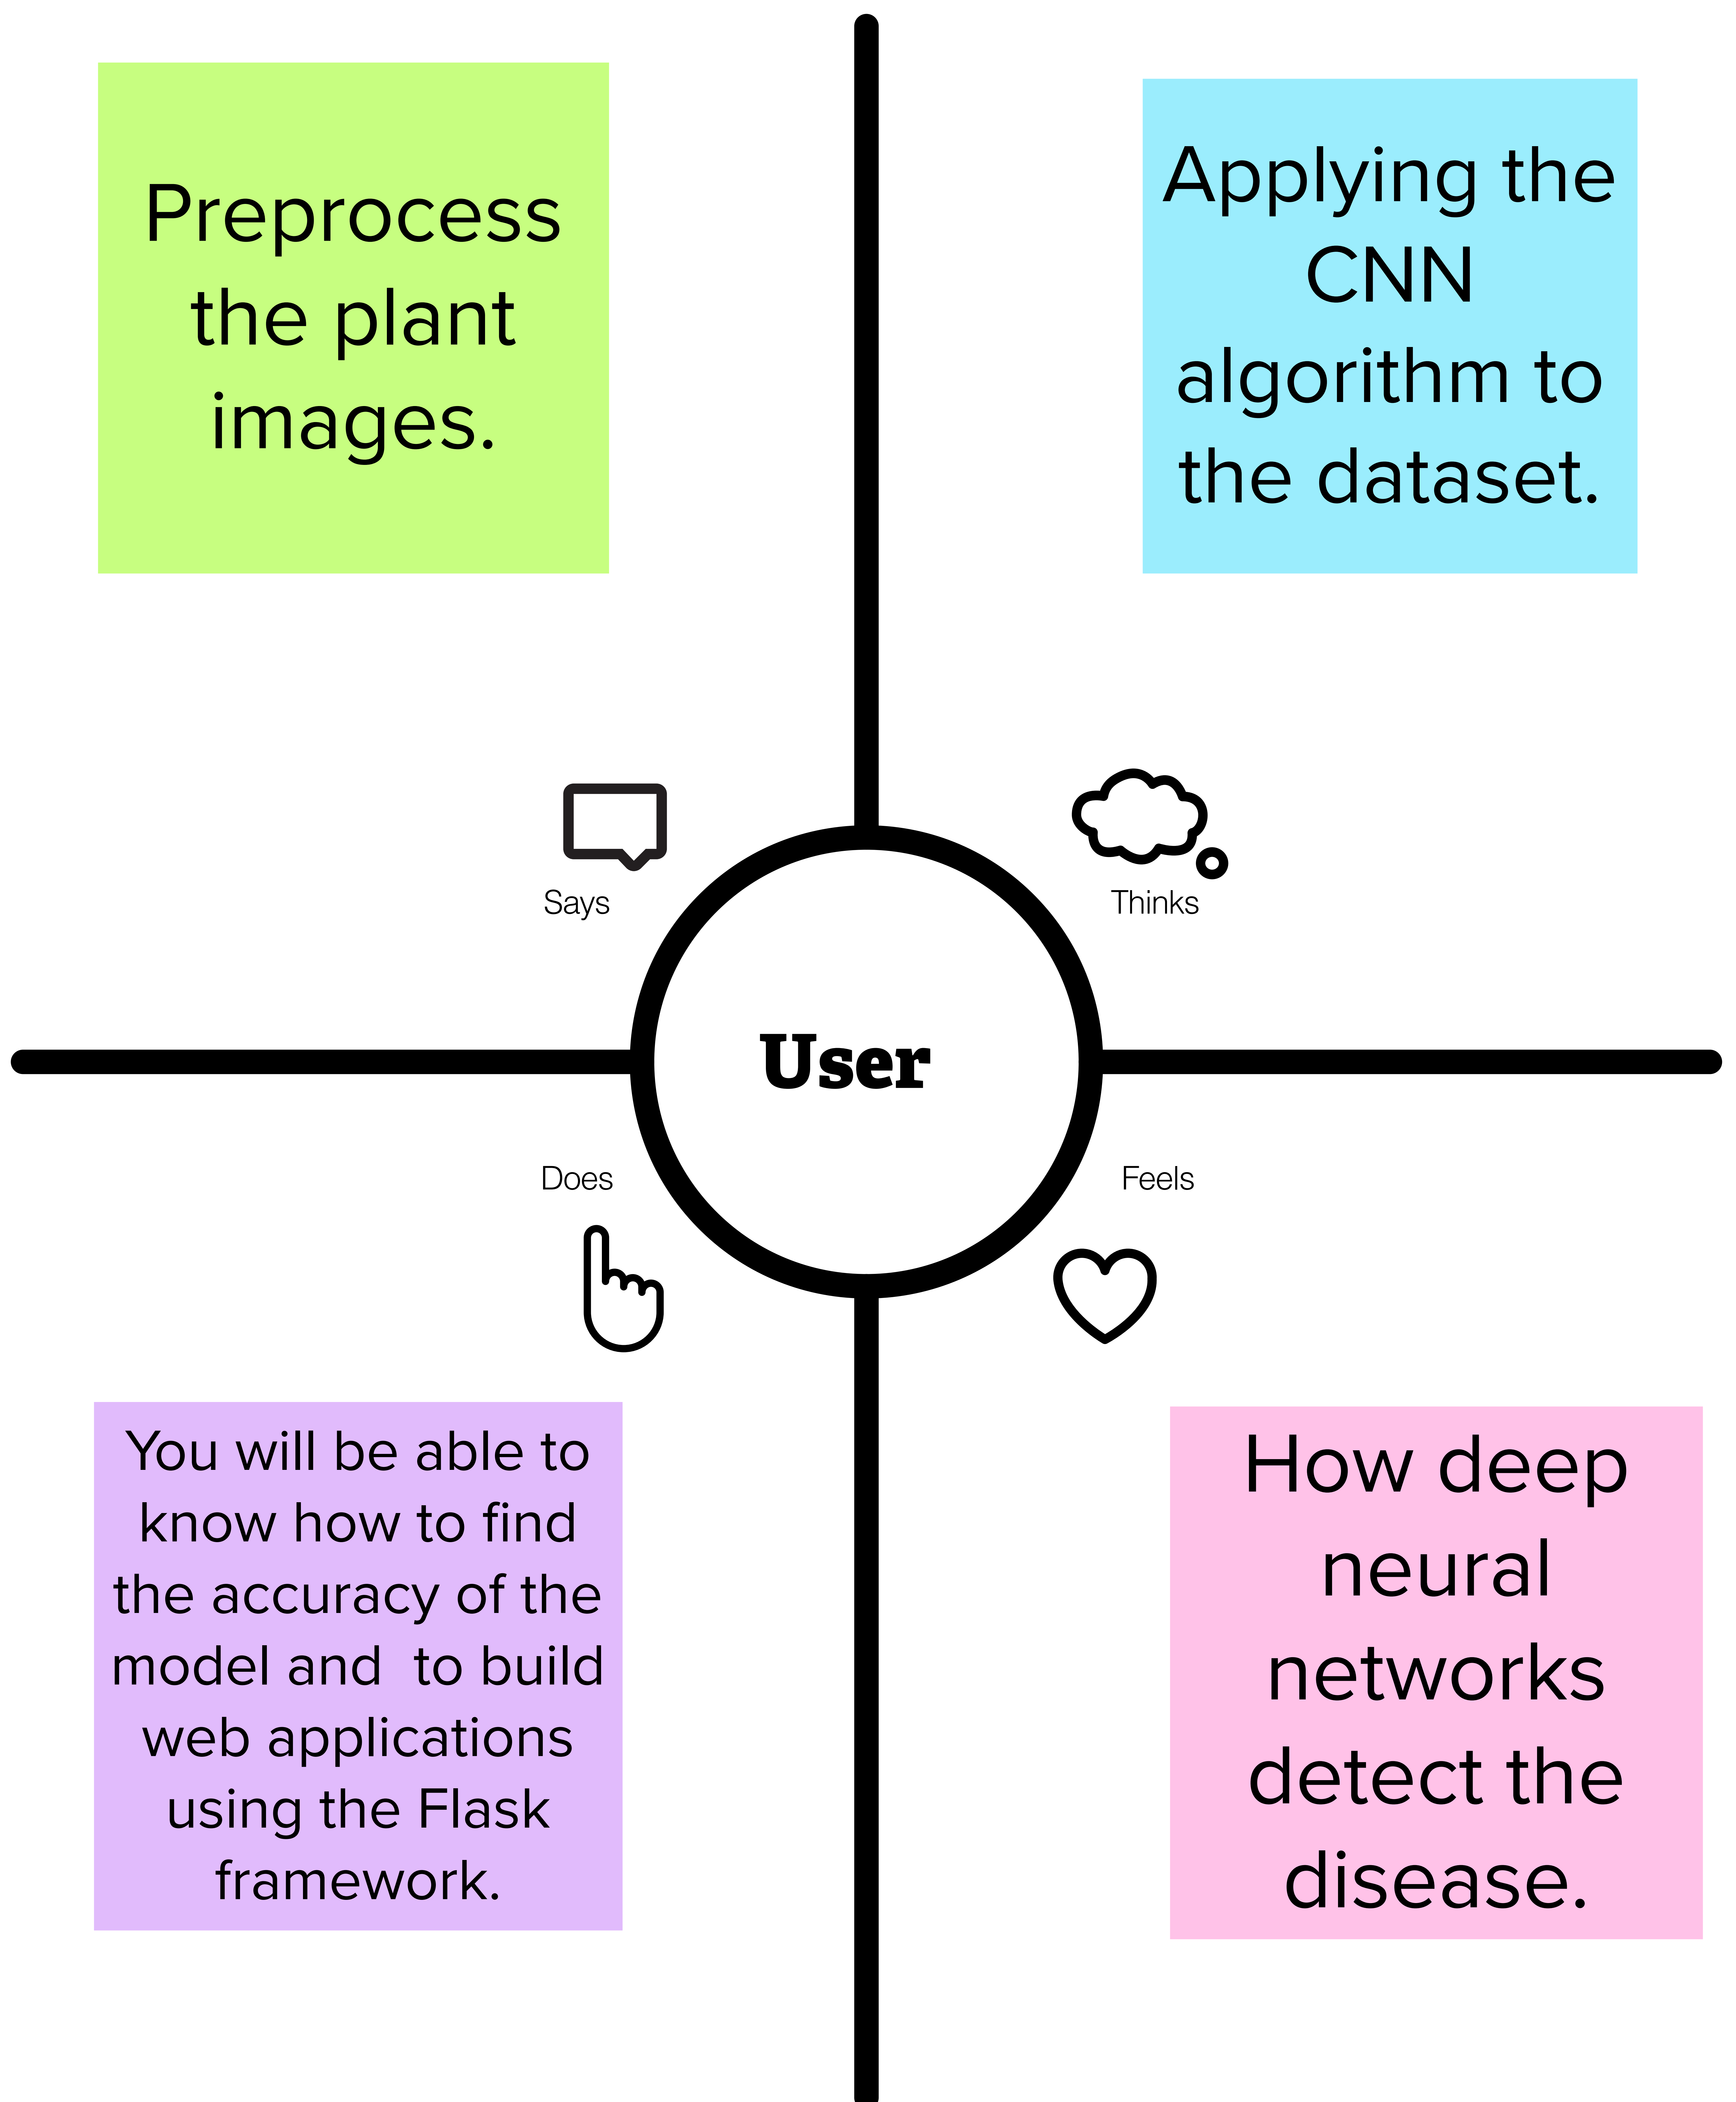 Preprocess
the plant
images.
Applying the
CNN
algorithm to
the dataset.
Says
Thinks
User
Does
Feels
You will be able to
know how to find
the accuracy of the
model and  to build
web applications
using the Flask
framework.
How deep
neural
networks
detect the
disease.